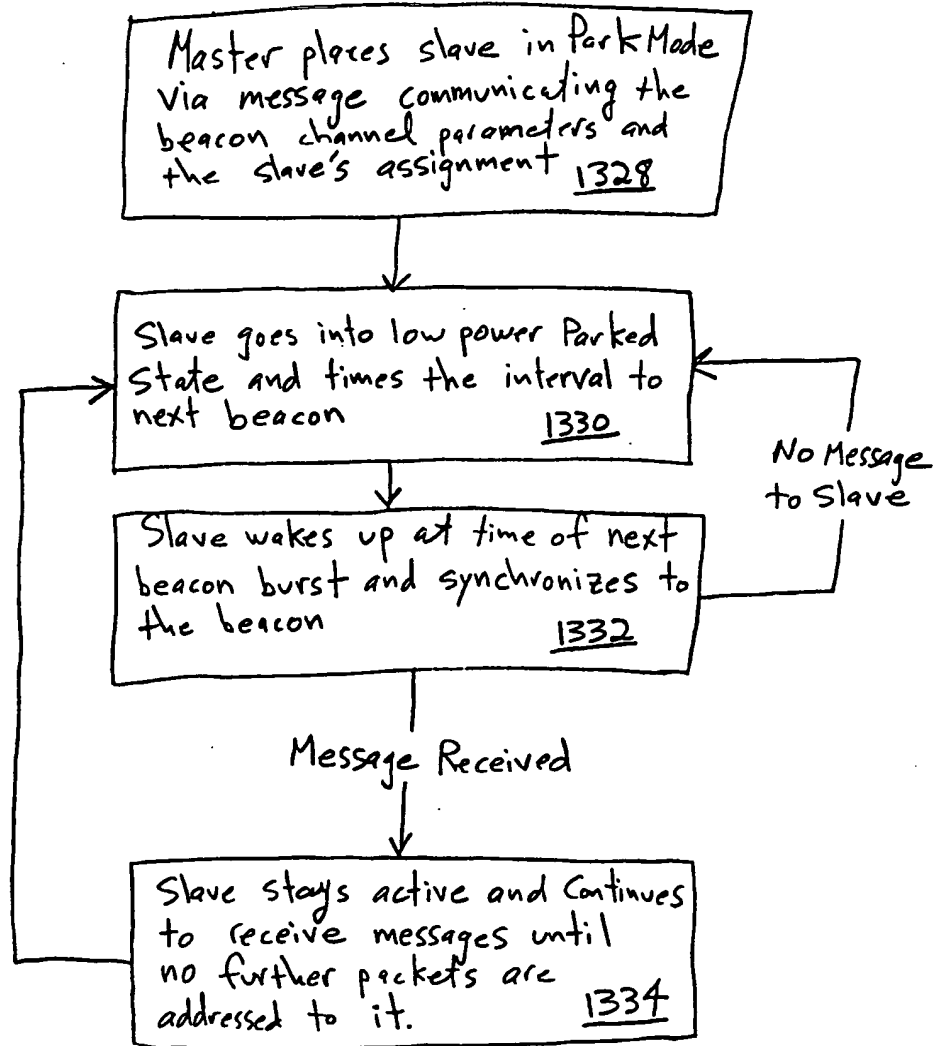 Master places slave in Park Mode
via message communicating the
beacon channel parameters and
the slave's assignment 1328
Slave goes into low power Parked
State and times the interval to
next beacon 1330
No Message
to Slave
Slave wakes up at time of next
beacon burst and synchronizes to
the beacon 1332
Message Received
Slave stays active and Continues
to receive messages until
no further packets are
addressed to it. 1334